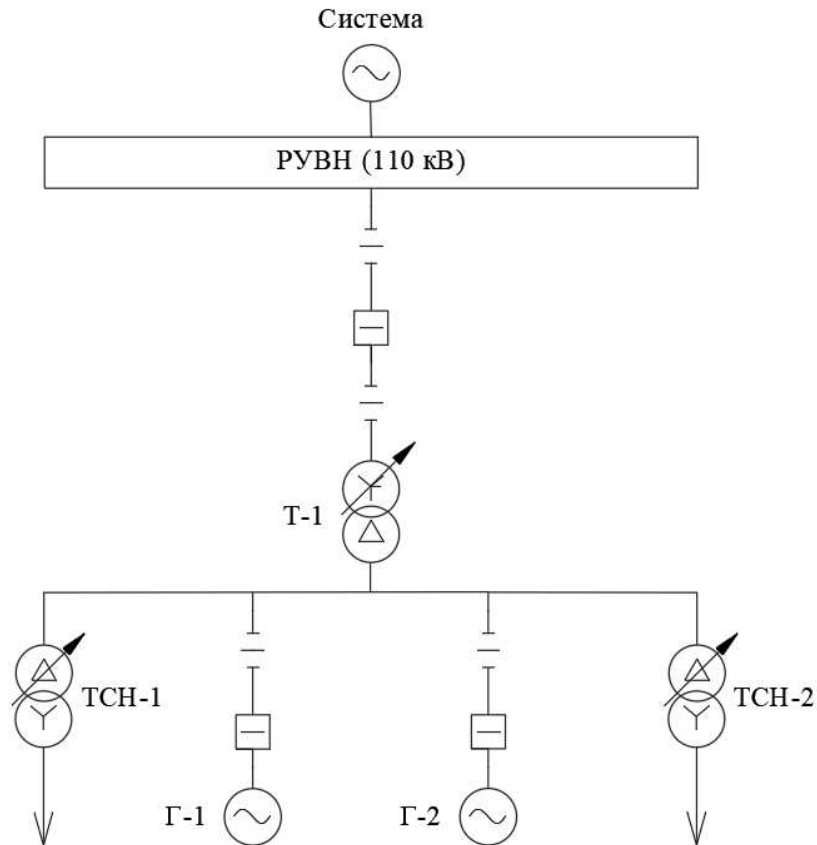 Система
РУВН (110 кВ)
Т-1
ТСН-1
ТСН-2
Г-1
Г-2